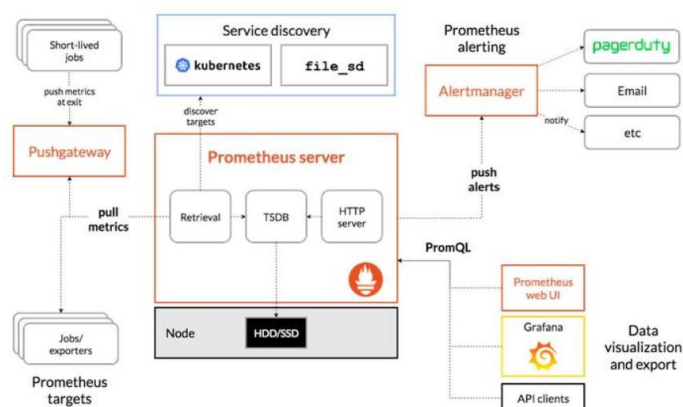 Short-lived
jobs
push metrics
at exit
Pushgateway
Service discovery
kubernetes
file_sd
discover
targets
Prometheus
alerting
Alertmanager
pagerduty
Email
notify
etc
Prometheus server
pull
metrics
Retrieval
TSDB
HTTP
server
push
alerts
PromQL
Node
HDD/SSD
Jobs/
exporters
Prometheus
targets
Prometheus
web UI
Grafana
API clients
Data
visualization
and export